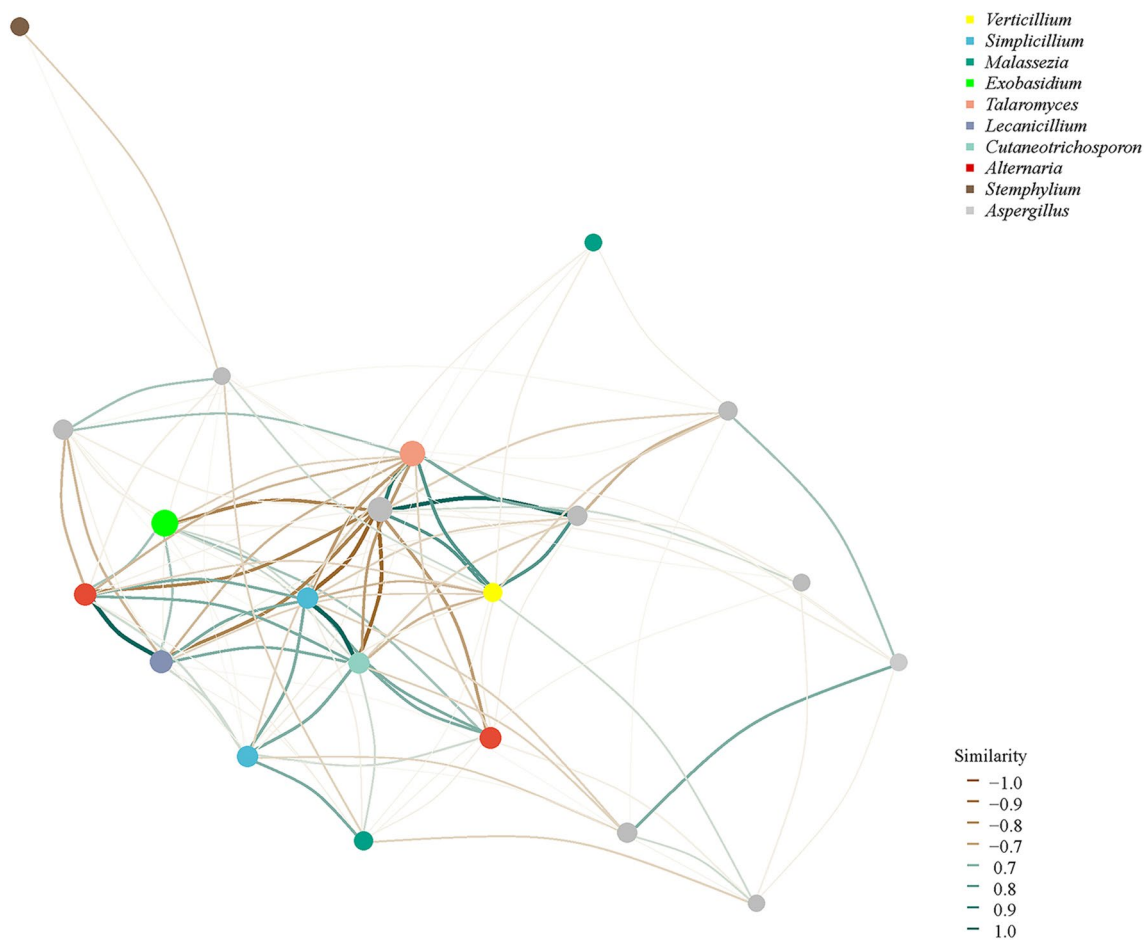 Verticillium
Simplicillium
Malassezia
Exobasidium
Talaromyces
Lecanicillium
Cutaneotrichosporon
Alternaria
Stemphylium
Aspergillus
Similarity
−1.0
−0.9
−0.8
−0.7
0.7
0.8
0.9
1.0